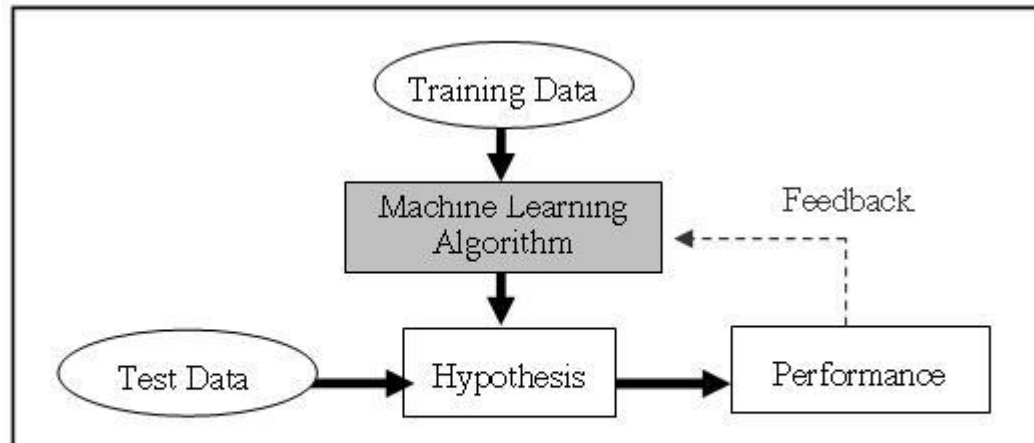 Training Data
Machine Learning
Algorithm
Feedback
Test Data
Hypothesis
Performance